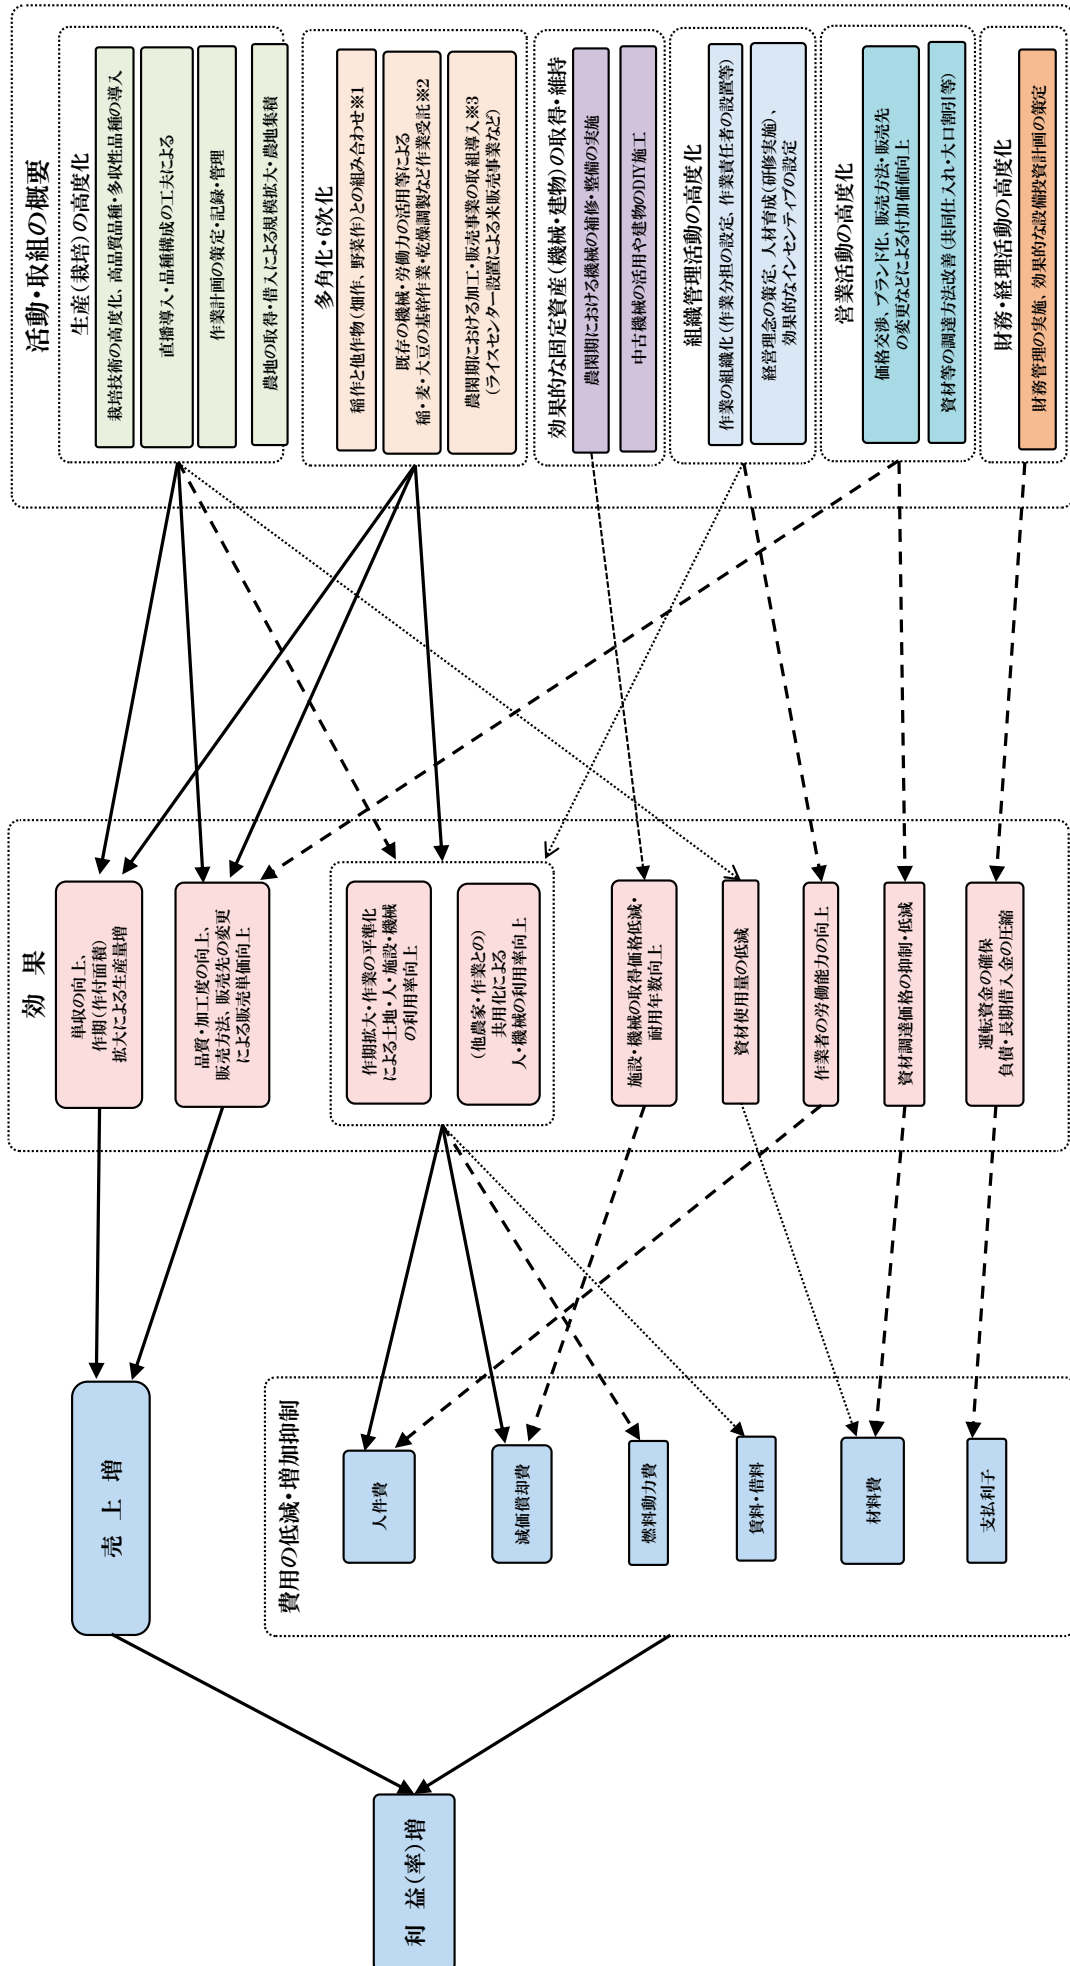 活動・取組の概要
生産(栽培)の高度化
栽培技術の高度化、高品質品種・多収性品種の導入
直播導入・品種構成の工夫による
作業計画の策定・記録・管理
農地の取得・借入による規模拡大・農地集積
多角化・6次化
稲作と他作物(畑作、野菜作)との組み合わせ※1
既存の機械・労働力の活用等による
稲・麦・大豆の基幹作業・乾燥調製など作業受託※2
農閑期における加工・販売事業の取組導入※3
(ライスセンター設置による米販売事業など)
効果的な固定資産(機械・建物)の取得・維持
農閑期における機械の補修・整備の実施
中古機械の活用や建物のDIY施工
組織管理活動の高度化
作業の組織化(作業分担の設定、作業責任者の設置等)
経営理念の策定、人材育成(研修実施)、
効果的なインセンティブの設定
営業活動の高度化
価格交渉、ブランド化、販売方法・販売先
の変更などによる付加価値向上
資材等の調達方法改善(共同仕入れ・大口割引等)
財務・経理活動の高度化
財務管理の実施、効果的な設備投資計画の策定
効 果
単収の向上、
作期(作付面積)
拡大による生産量増
品質・加工度の向上、
販売方法、販売先の変更
による販売単価向上
作期拡大・作業の平準化
による土地・人・施設・機械
の利用率向上
(他農家・作業との)
共用化による
人・機械の利用率向上
施設・機械の取得価格低減・
耐用年数向上
資材使用量の低減
作業者の労働能力の向上
資材調達価格の抑制・低減
運転資金の確保
負債・長期借入金の圧縮
売 上 増
費用の低減・増加抑制
人件費
減価償却費
燃料動力費
賃料・借料
材料費
支払利子
利 益(率)増